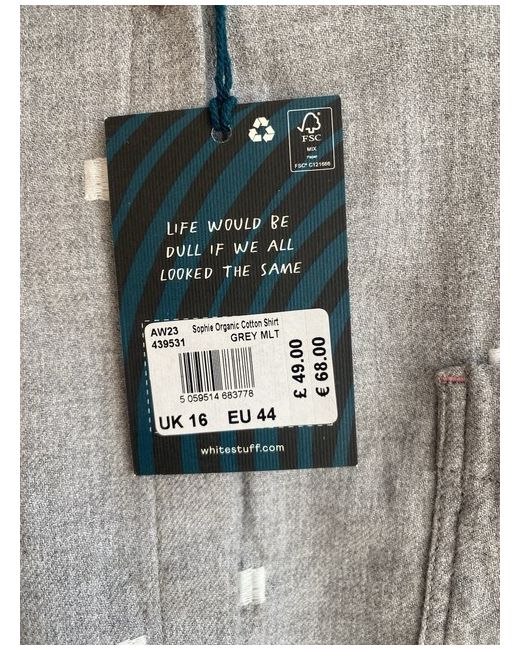 FSC
MIX
Paper
FSC® C121666
LIFE WOULD BE
DULL IF WE ALL
LOOKED THE SAME
AW23 Sophie Organic Cotton Shirt
439531 GREY MLT
5 059514 683778
£ 49.00
€ 68.00
UK 16 EU 44
whitestuff.com